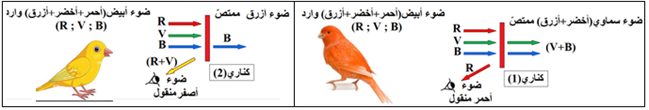 ضوء أبيض(أحمر+أخضر+أزرق) وارد
(R ; V ; B)
ضوء سماوي(أخضر+أزرق) ممتص
R
V
B
(V+B)
R
ضوء
أحمر منقول
كناري(1)
ضوء أبيض(أحمر+أخضر+أزرق) وارد
(R ; V ; B)
ضوء ازرق ممتص
R
V
B
B
(R+V)
ضوء
أصفر منقول
كناري(2)